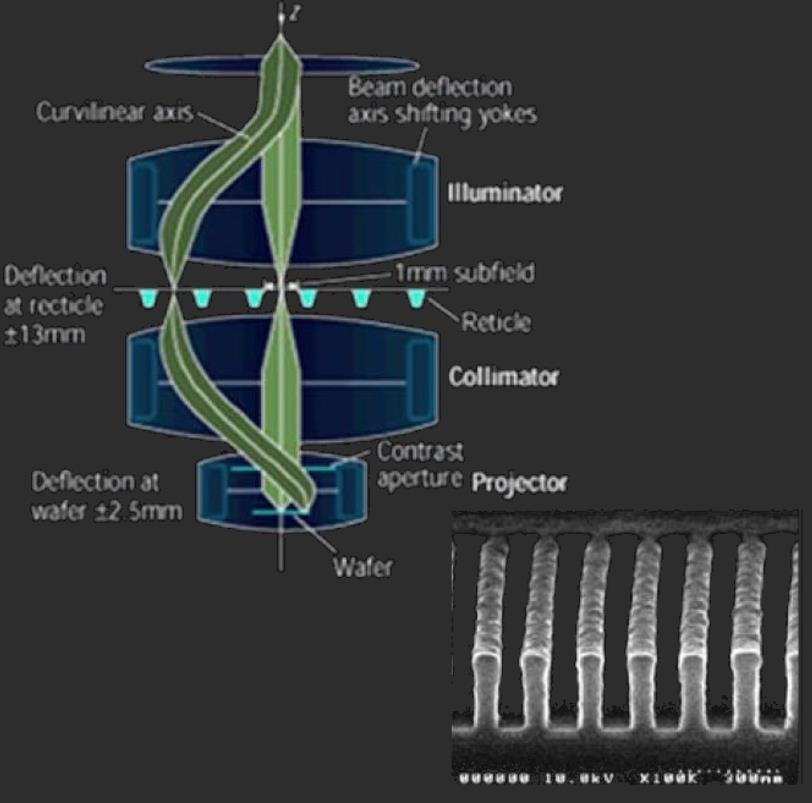 z
Beam deflection
axis shifting yokes
Curvilinear axis
Illuminator
Deflection
at recticle
±13mm
1mm subfield
Reticle
Collimator
Contrast
aperture
Projector
Deflection at
wafer ±2.5mm
Wafer
000000 10.0kV X100K 300nm